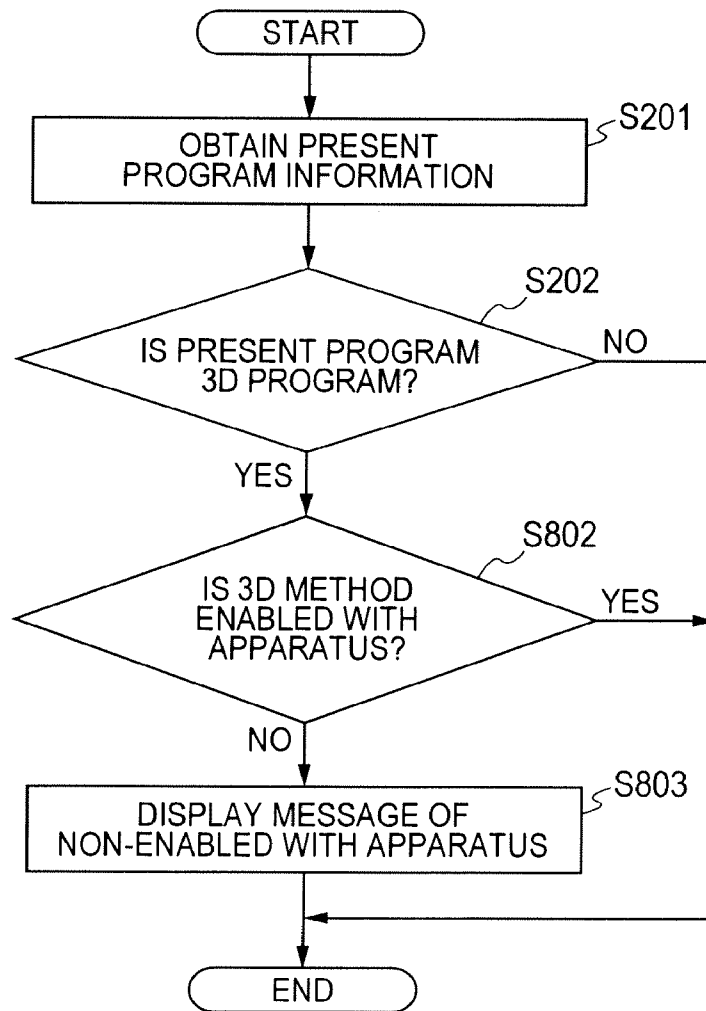 START
S201
OBTAIN PRESENT
PROGRAM INFORMATION
S202
IS PRESENT PROGRAM
3D PROGRAM?
NO
YES
S802
IS 3D METHOD
ENABLED WITH
APPARATUS?
YES
NO
S803
DISPLAY MESSAGE OF
NON-ENABLED WITH APPARATUS
END